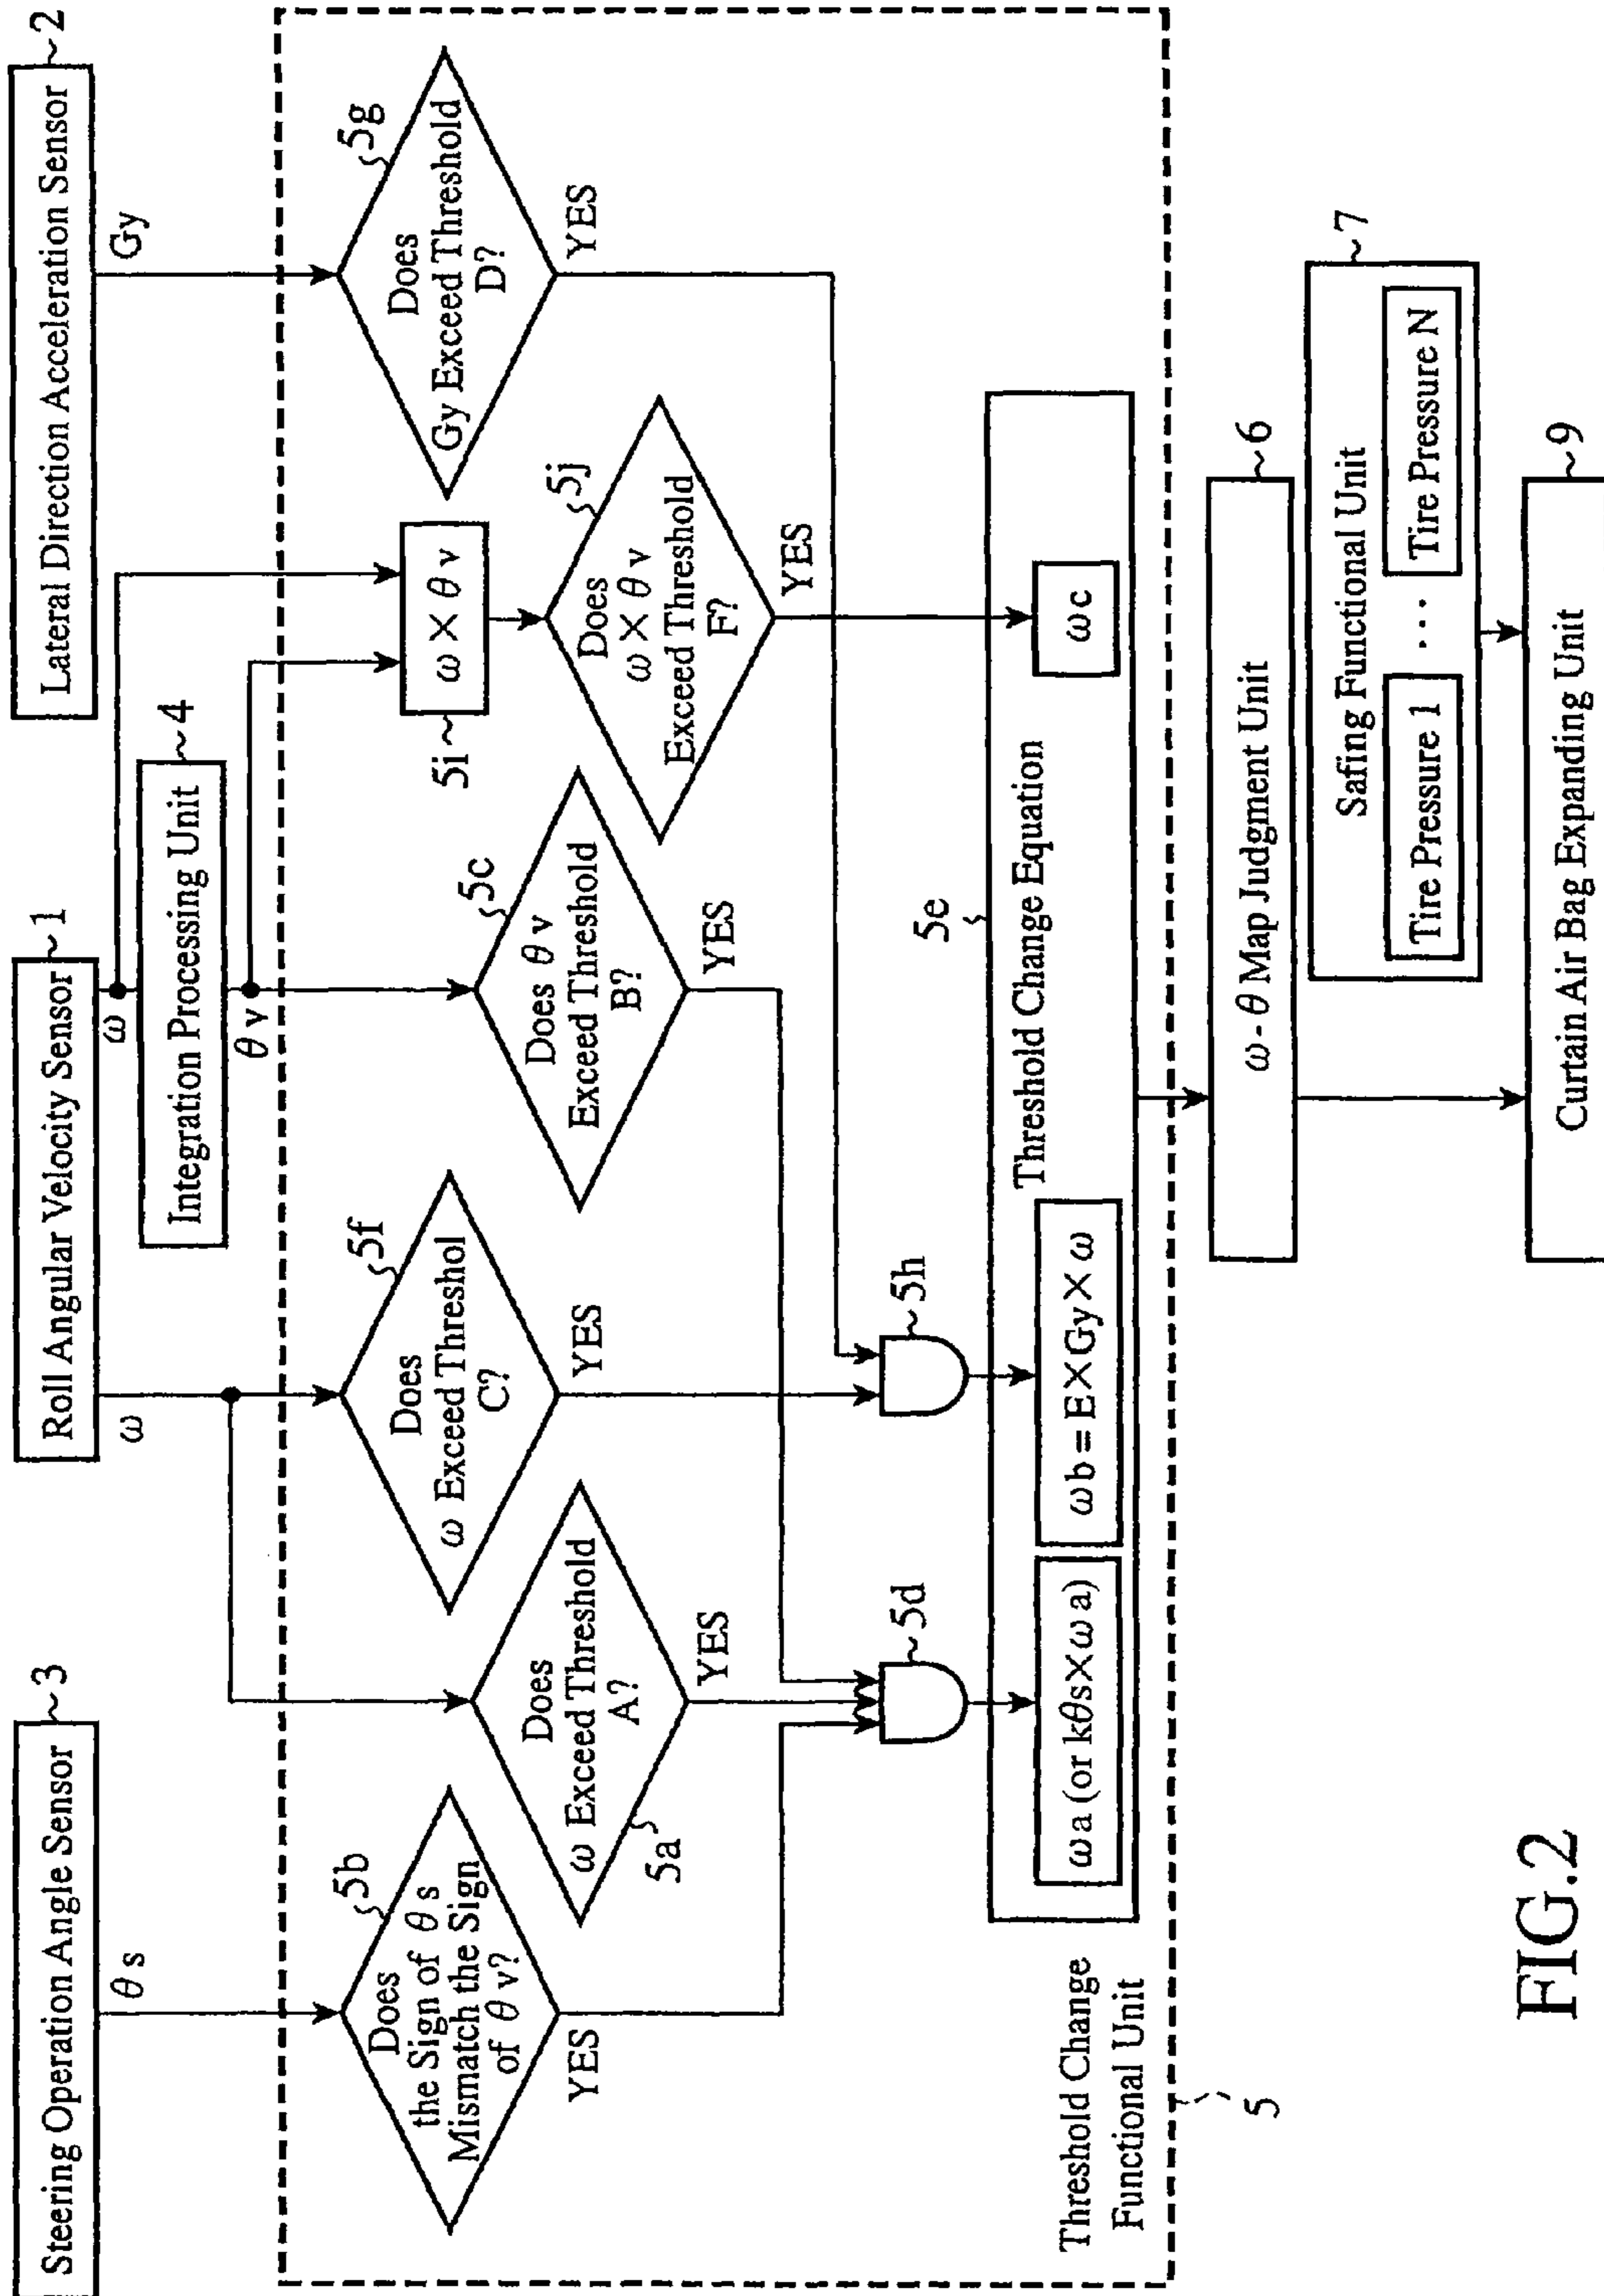 Steering Operation Angle Sensor
~3
Roll Angular Velocity Sensor
~1
Lateral Direction Acceleration Sensor
~2
θs
ω
ω
Integration Processing Unit
~4
θv
Gy
Does
the Sign of θs
Mismatch the Sign
of θv?
5b
YES
Does
ω Exceed Threshold
A?
5a
YES
Does
ω Exceed Threshol
C?
5f
YES
Does θv
Exceed Threshold
B?
5c
YES
ω×θv
5i~
Does
ω×θv
Exceed Threshold
F?
5j
YES
Does
Gy Exceed Threshold
D?
5g
YES
~5d
~5h
5e
ωa (or kθs×ωa)
ωb=E×Gy×ω
Threshold Change Equation
ωc
Threshold Change
Functional Unit
5
ω-θ Map Judgment Unit
~6
Safing Functional Unit
~7
Tire Pressure 1
...
Tire Pressure N
Curtain Air Bag Expanding Unit
~9
FIG.2